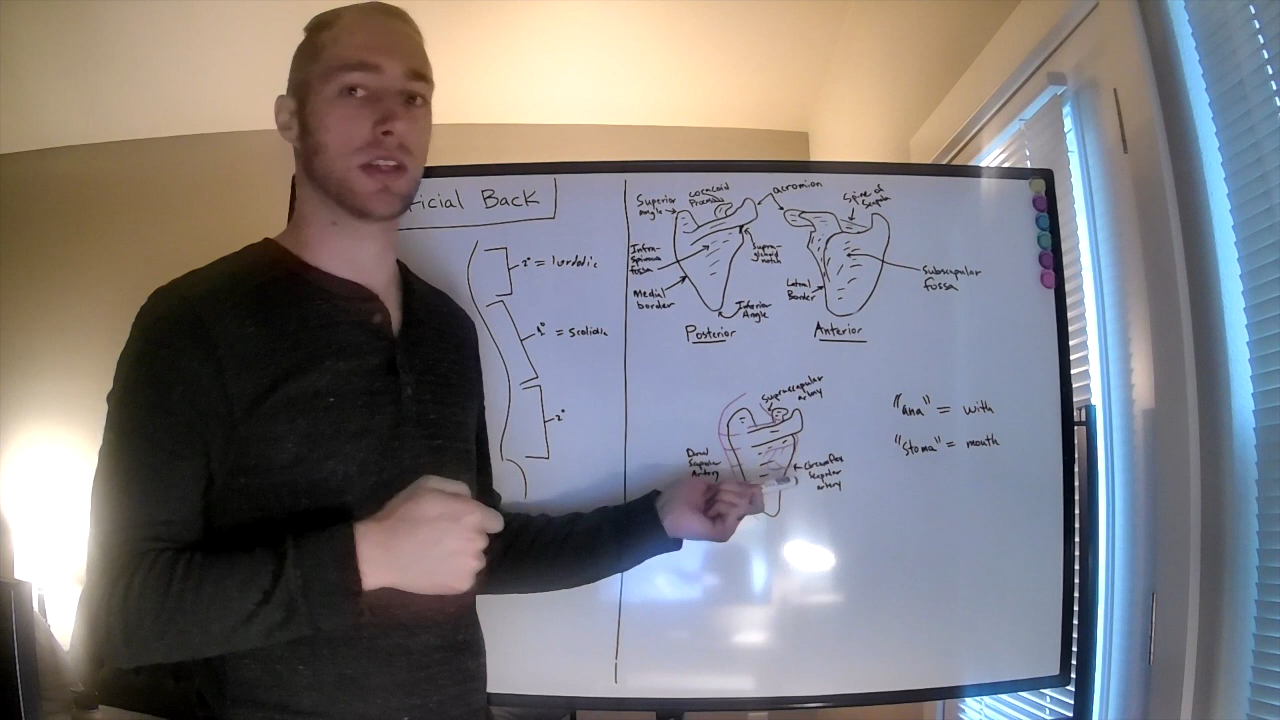 ficial Back
2° = lordotic
1° = scoliotic
2°
Superior
angle
coracoid
Process
acromion
Spine of
Scapula
Infra-
spinous
fossa
Supra
glenoid
notch
Medial
border
Inferior
Angle
Lateral
Border
Subscapular
fossa
Posterior
Anterior
Suprascapular
artery
Dorsal
Scapular
Artery
Circumflex
Scapular
artery
"ana" = with
"Stoma" = mouth